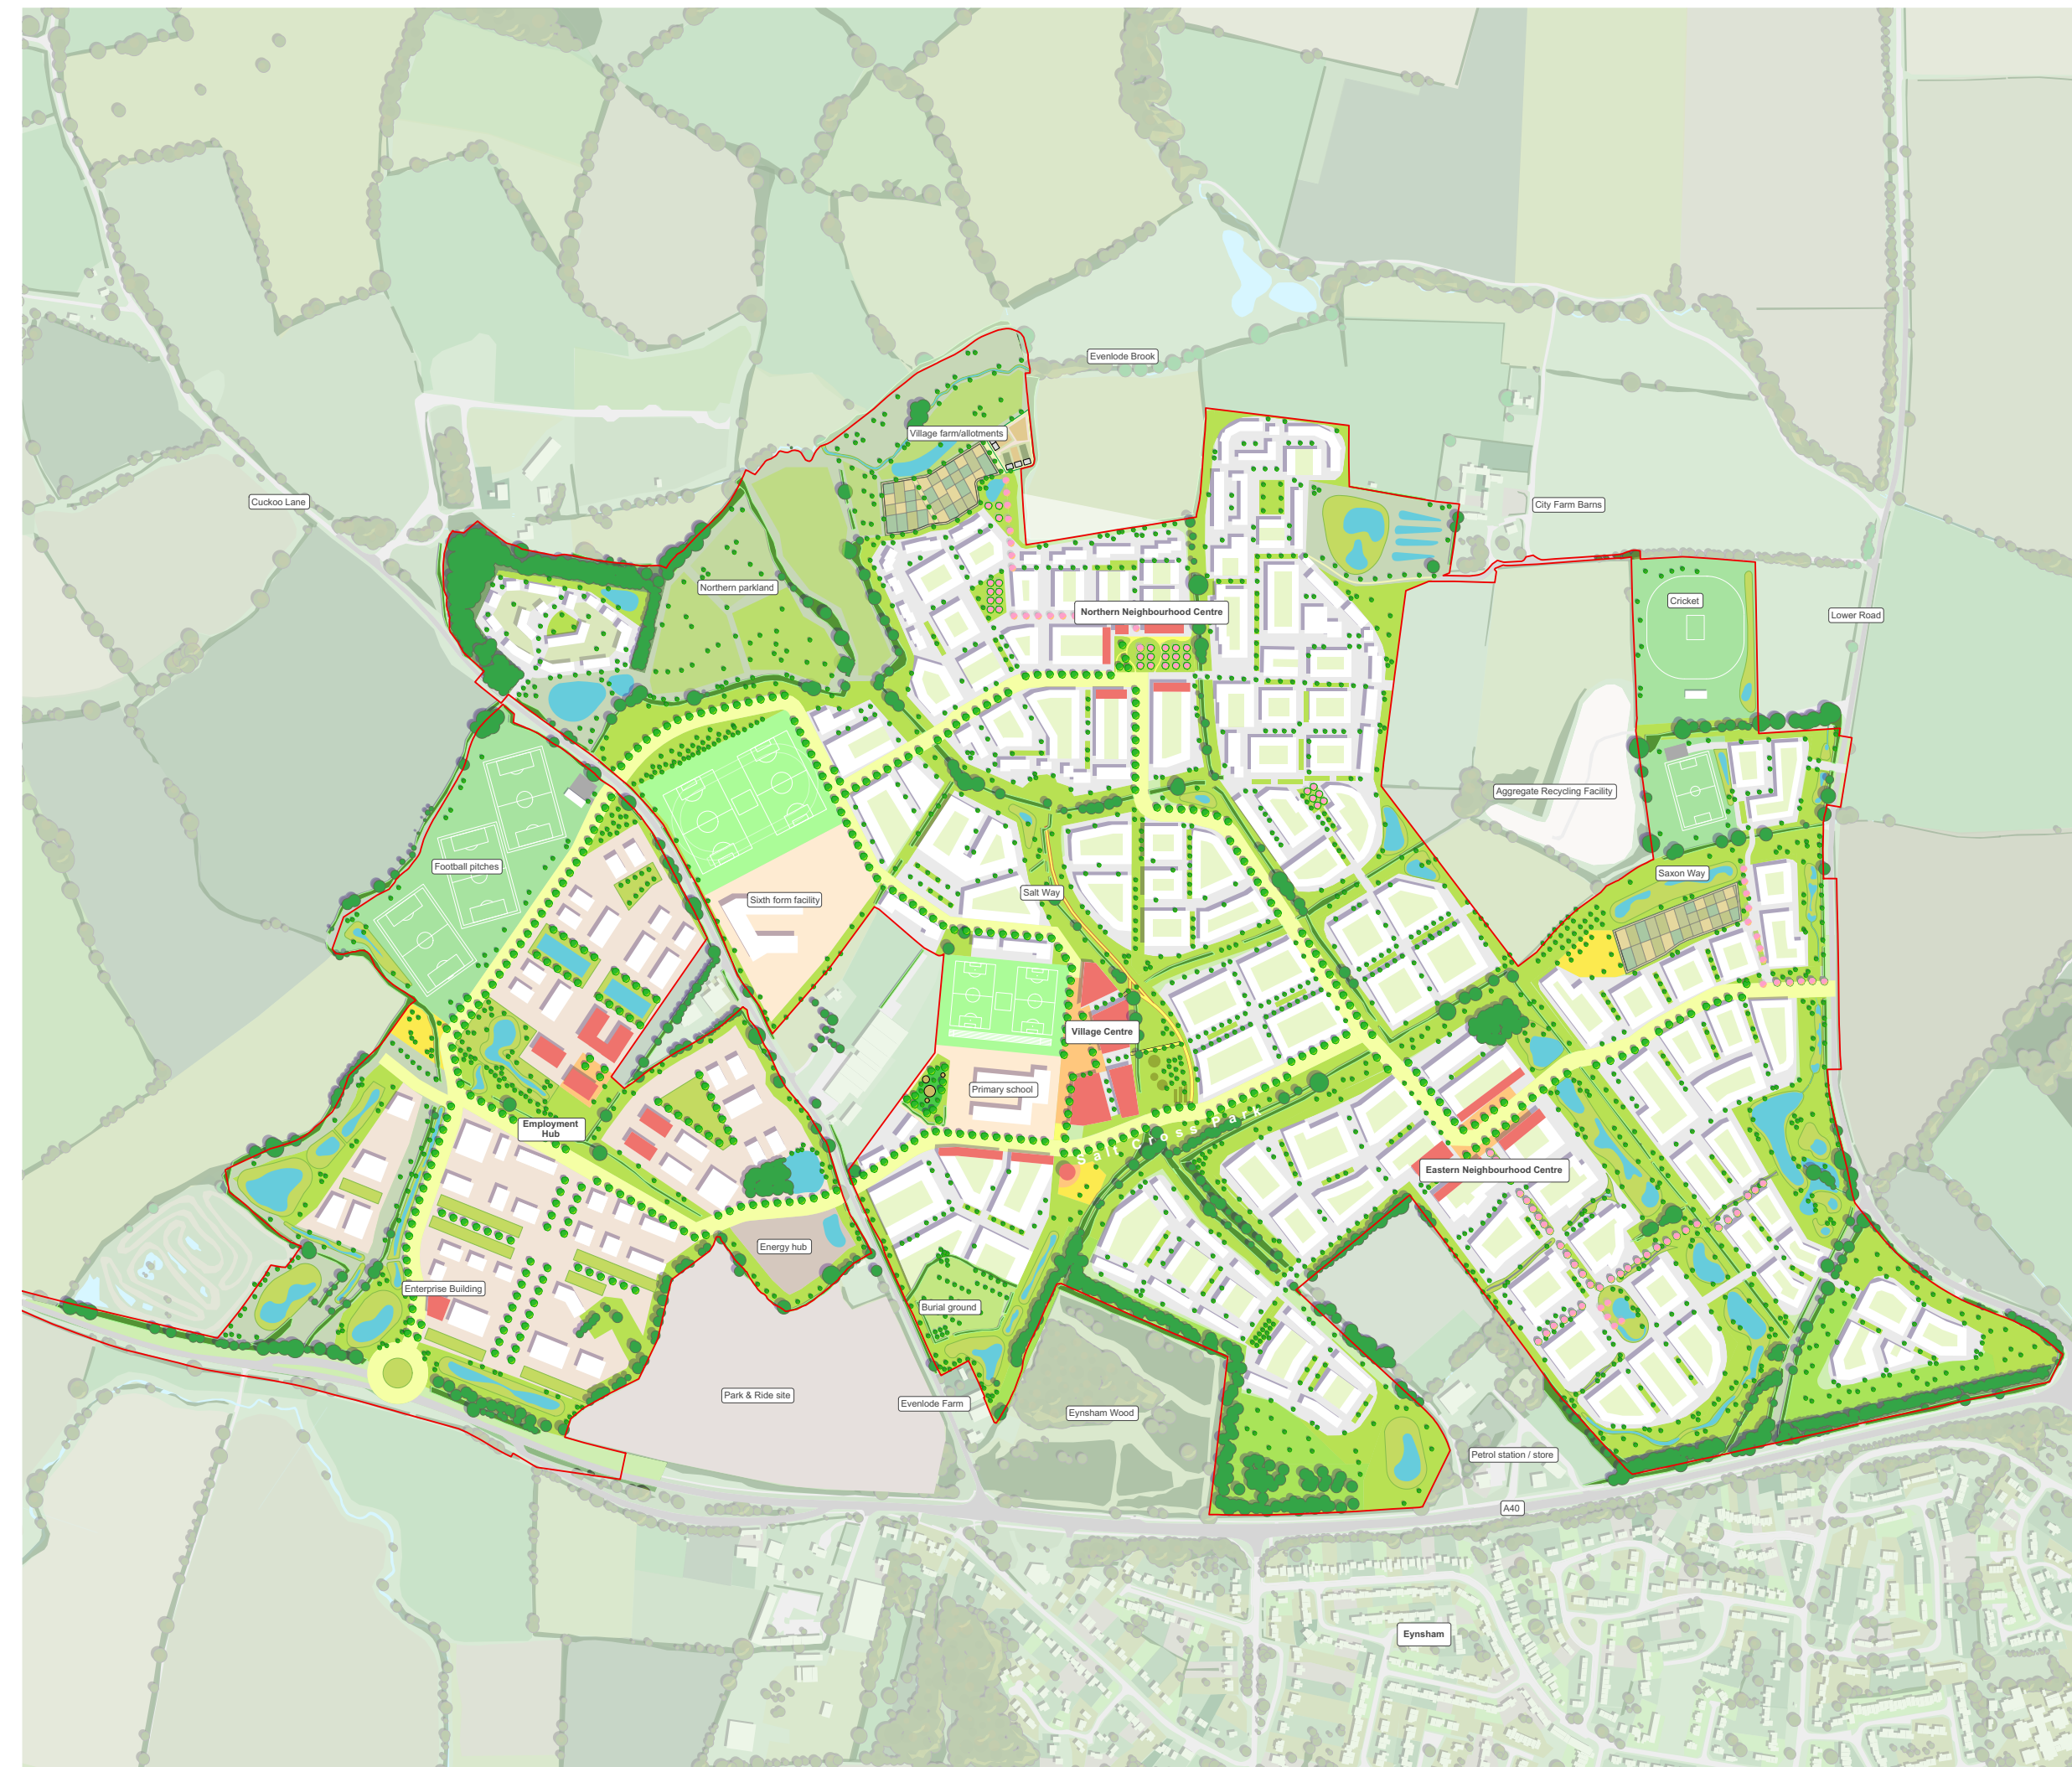 Evenlode Brook
Village farm/allotments
Cuckoo Lane
City Farm Barns
Northern parkland
Cricket
Northern Neighbourhood Centre
Lower Road
Aggregate Recycling Facility
Football pitches
Saxon Way
Salt Way
Sixth form facility
Village Centre
Primary school
Employment
Hub
Salt Cross Park
Eastern Neighbourhood Centre
Energy hub
Enterprise Building
Burial ground
Park & Ride site
Evenlode Farm
Eynsham Wood
Petrol station / store
A40
Eynsham